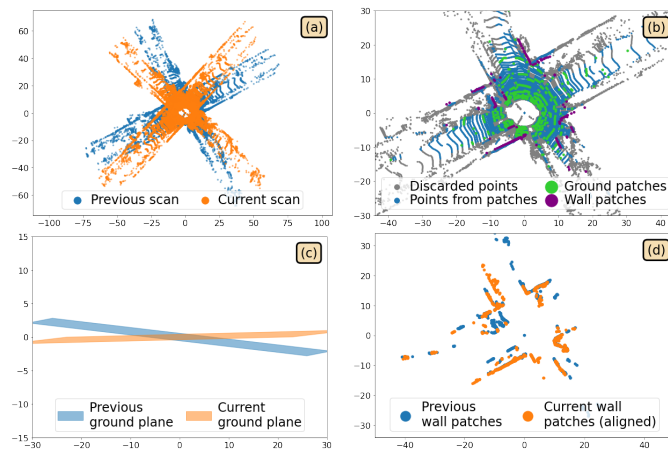 (a)
60
40
20
0
−20
−40
−60
−100 −75 −50 −25 0 25 50 75 100
Previous scan Current scan
(b)
30
20
10
0
−10
−20
−30
−40 −30 −20 −10 0 10 20 30 40
Discarded points Ground patches
Points from patches Wall patches
(c)
15
10
5
0
−5
−10
−15
−30 −20 −10 0 10 20 30
Previous Current
ground plane ground plane
(d)
30
20
10
0
−10
−20
−30
−40 −20 0 20 40
Previous Current wall
wall patches patches (aligned)